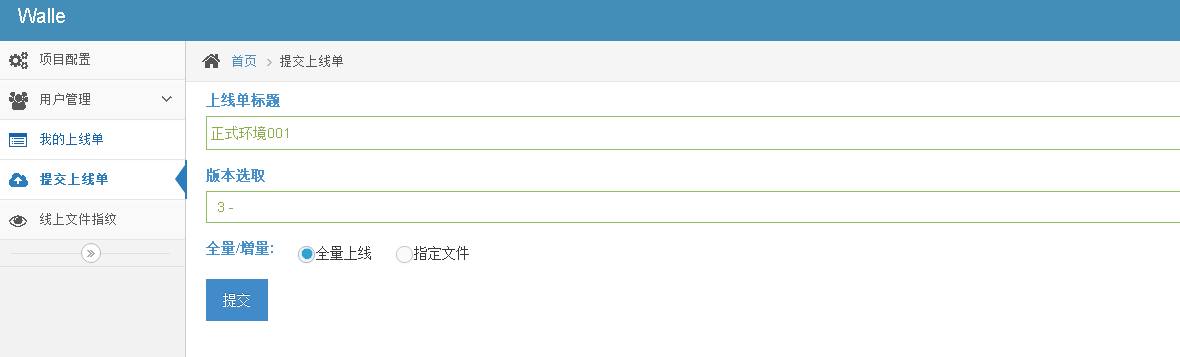 Walle
项目配置
用户管理
我的上线单
提交上线单
线上文件指纹
首页 > 提交上线单
上线单标题
正式环境001
版本选取
3 -
全量/增量: 全量上线 指定文件
提交